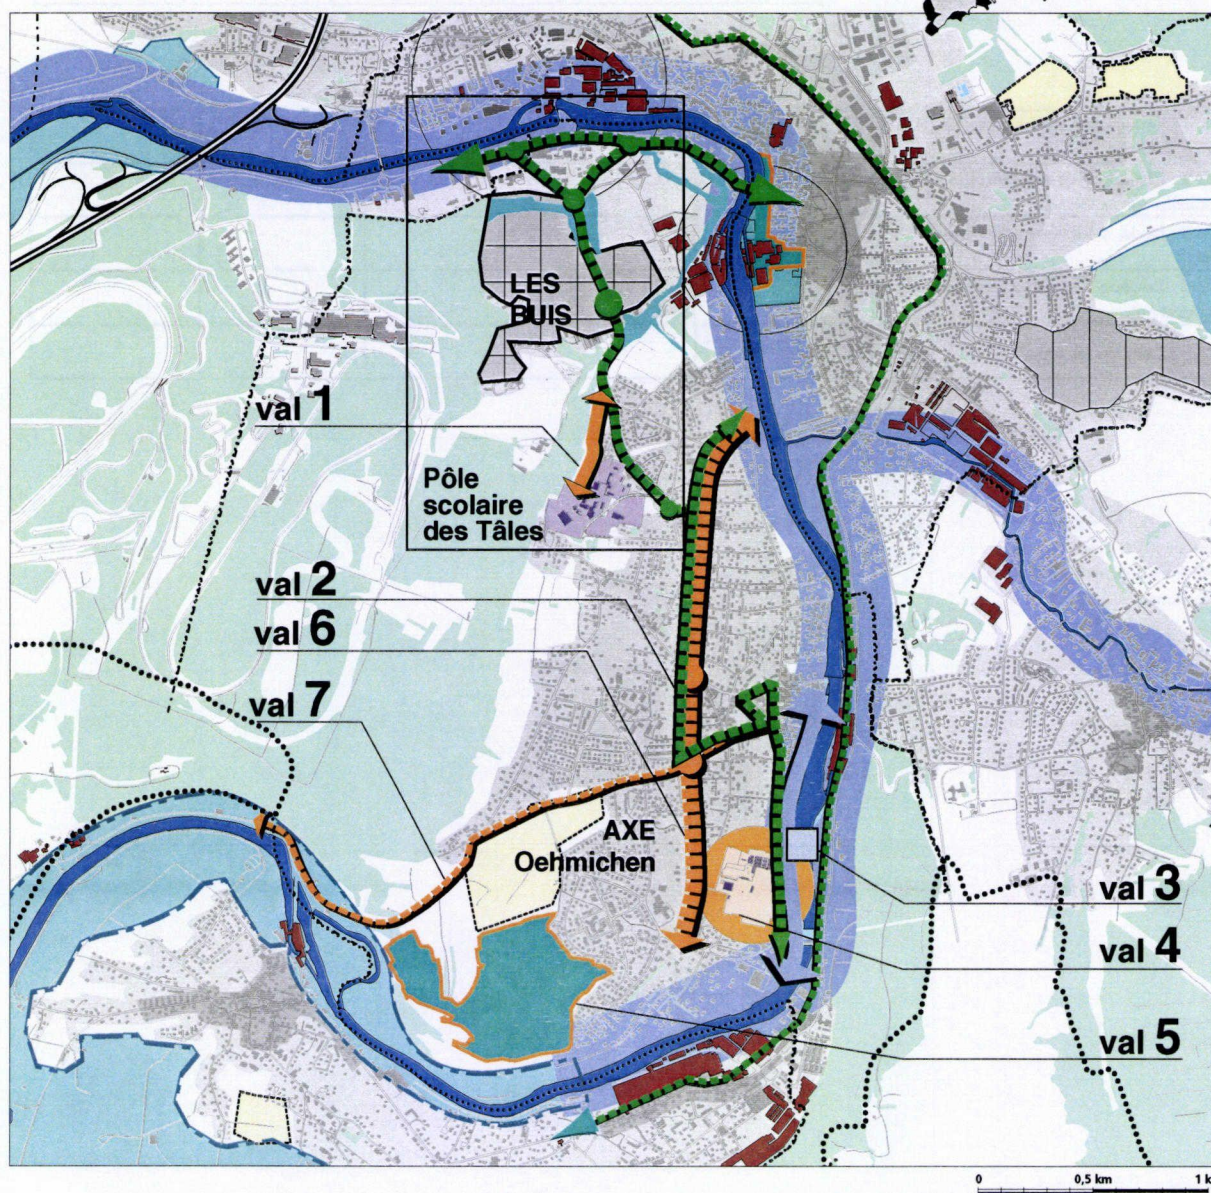 LES
BUIS
val 1
Pôle
scolaire
des Tâles
val 2
val 6
val 7
AXE
Oehmichen
val 3
val 4
val 5
0 0,5 km 1 k